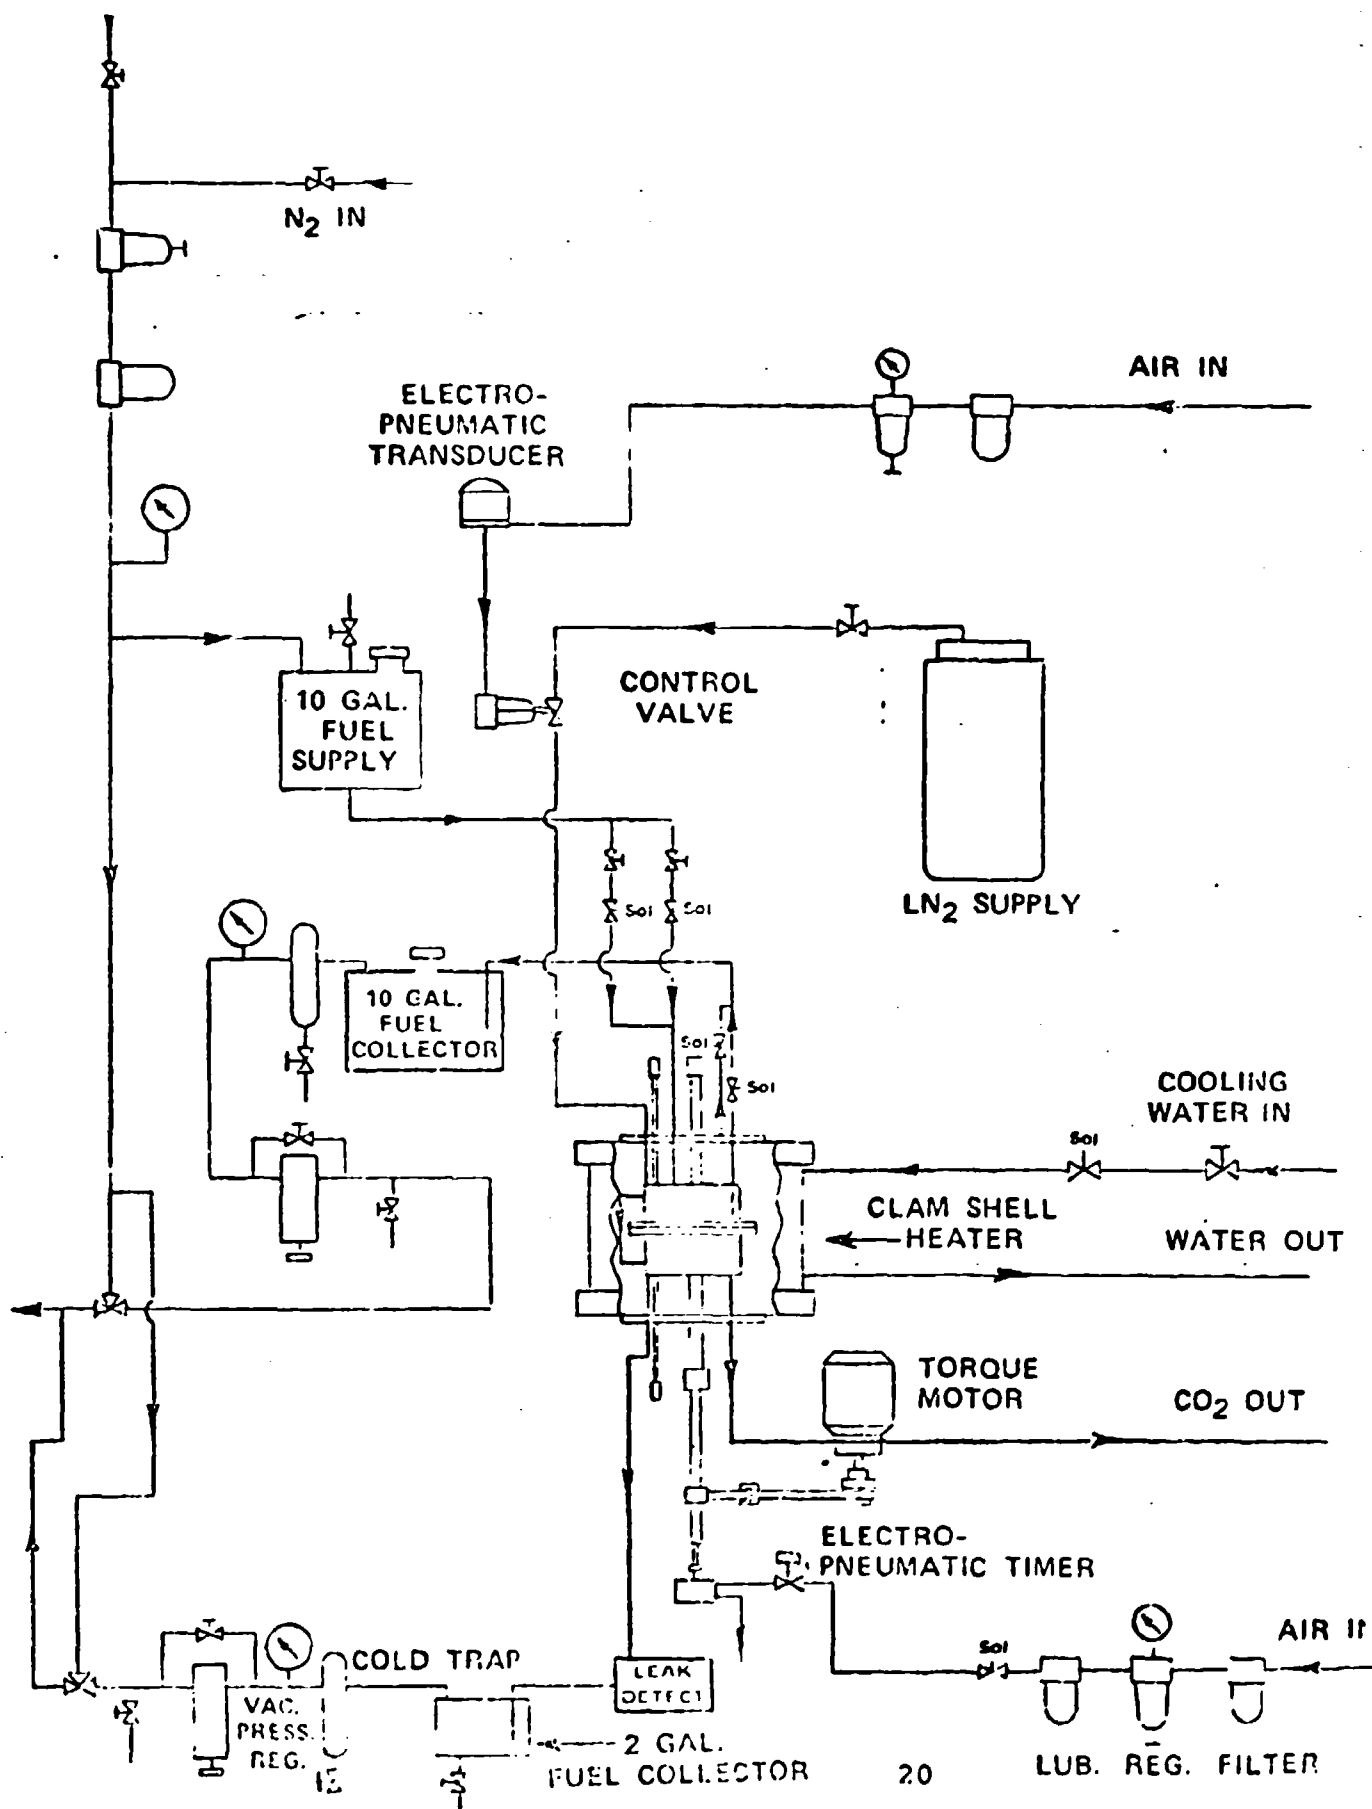 N2 IN
AIR IN
ELECTRO-
PNEUMATIC
TRANSDUCER
CONTROL
VALVE
10 GAL.
FUEL
SUPPLY
LN2 SUPPLY
Sol
Sol
10 GAL.
FUEL
COLLECTOR
Sol
Sol
COOLING
WATER IN
Sol
CLAM SHELL
HEATER
WATER OUT
TORQUE
MOTOR
CO2 OUT
ELECTRO-
PNEUMATIC TIMER
AIR IN
Sol
COLD TRAP
LEAK
DETECT
VAC.
PRESS.
REG.
2 GAL.
FUEL COLLECTOR
20
LUB. REG. FILTER